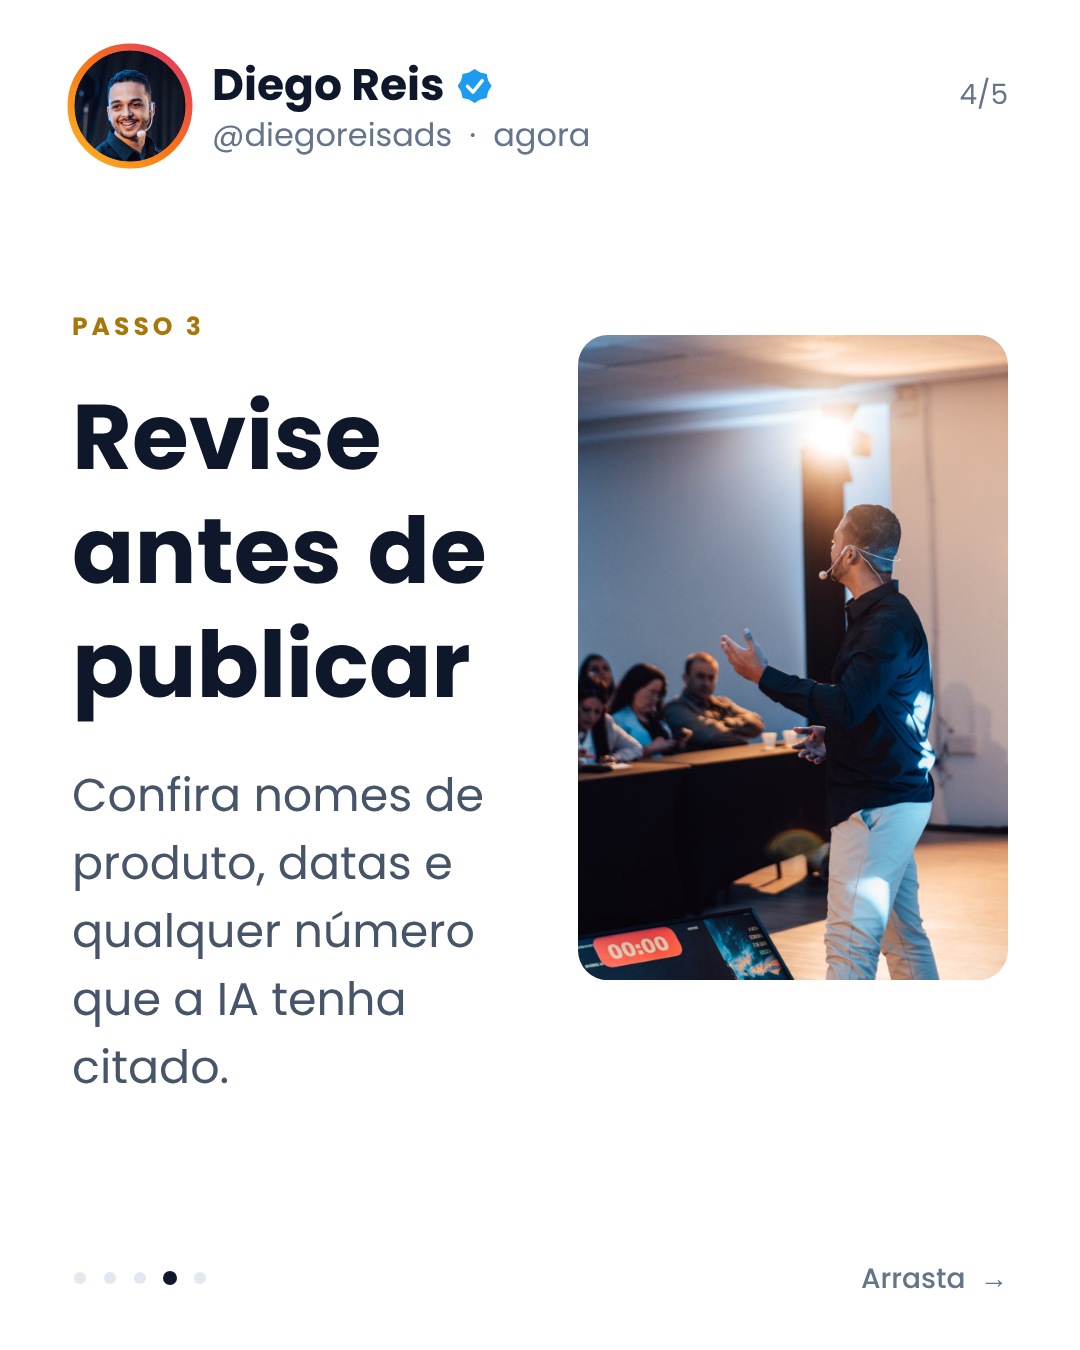 Diego Reis
@diegoreisads · agora
4/5
PASSO 3
Revise
antes de
publicar
Confira nomes de
produto, datas e
qualquer número
que a IA tenha
citado.
00:00
Arrasta →